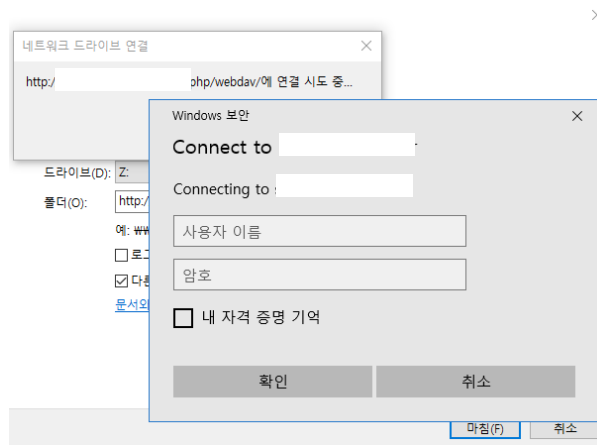 네트워크 드라이브 연결
http:/ php/webdav/에 연결 시도 중...
Windows 보안
Connect to
Connecting to
드라이브(D): Z:
폴더(O): http:/
예:
사용자 이름
암호
내 자격 증명 기억
확인 취소
마침(F) 취소